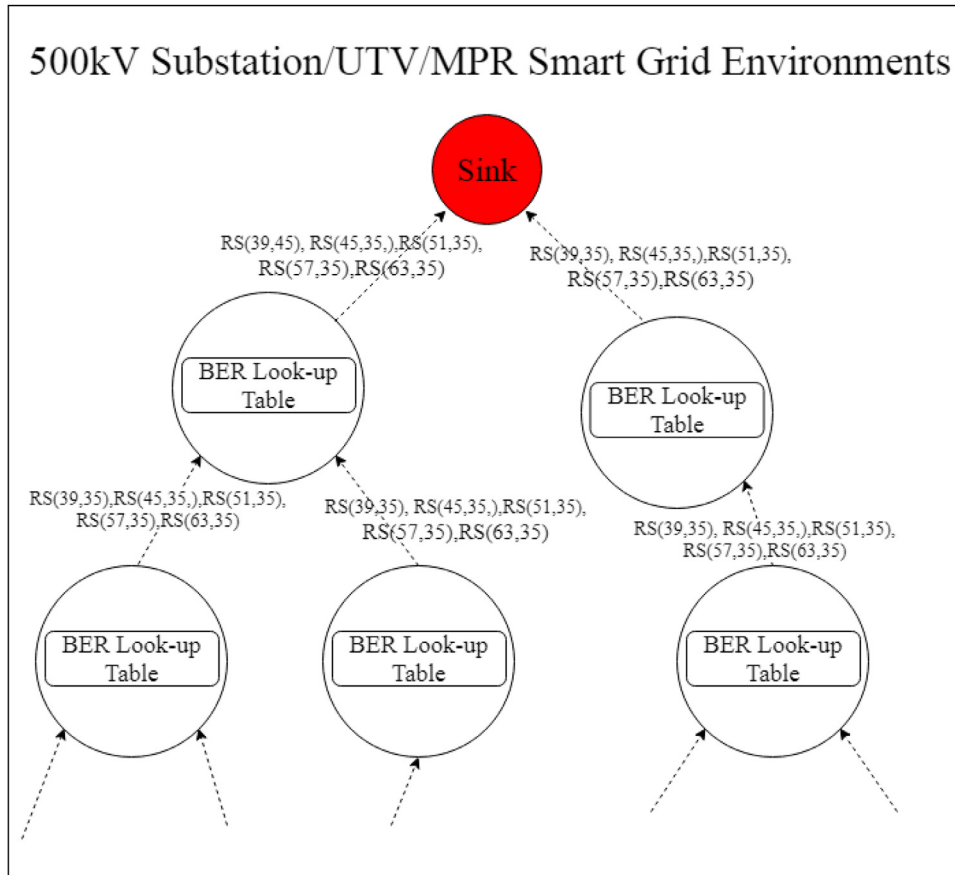 500kV Substation/UTV/MPR Smart Grid Environments
Sink
RS(39,45), RS(45,35,),RS(51,35),
RS(57,35),RS(63,35)
RS(39,35), RS(45,35,),RS(51,35),
RS(57,35),RS(63,35)
BER Look-up
Table
BER Look-up
Table
RS(39,35),RS(45,35,),RS(51,35),
RS(57,35),RS(63,35)
RS(39,35), RS(45,35,),RS(51,35),
RS(57,35),RS(63,35)
RS(39,35), RS(45,35,),RS(51,35),
RS(57,35),RS(63,35)
BER Look-up
Table
BER Look-up
Table
BER Look-up
Table